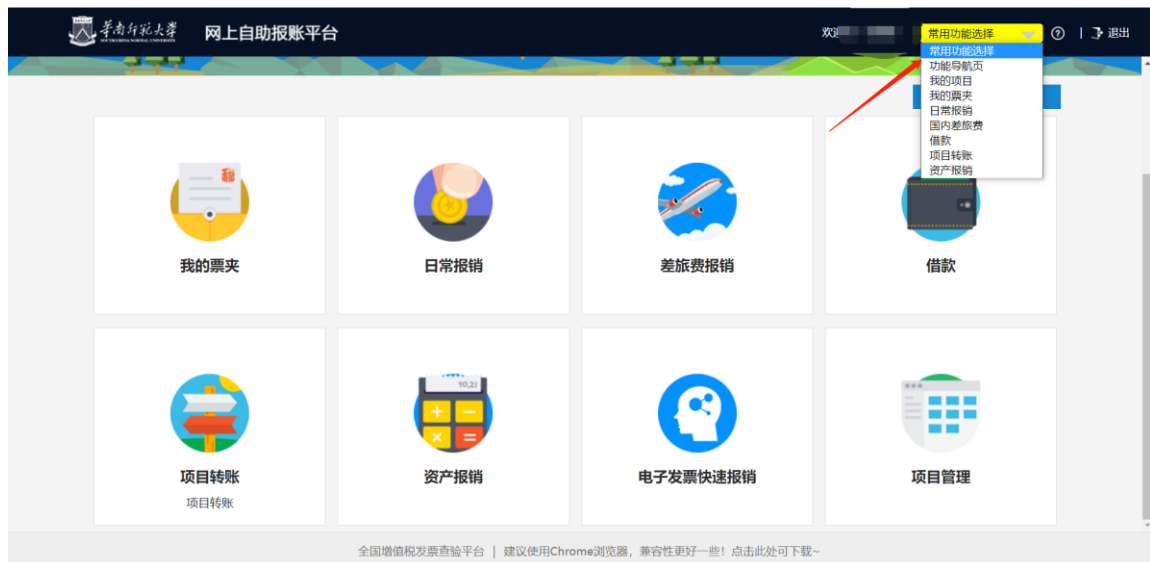 华南师范大学 网上自助报账平台 欢迎 常用功能选择 | 退出
SOUTH CHINA NORMAL UNIVERSITY
常用功能选择
功能导航页
我的项目
我的票夹
日常报销
国内差旅费
借款
项目转账
资产报销
我的票夹 日常报销 差旅费报销 借款
项目转账 资产报销 电子发票快速报销 项目管理
项目转账
全国增值税发票查验平台 | 建议使用Chrome浏览器，兼容性更好一些！点击此处可下载~